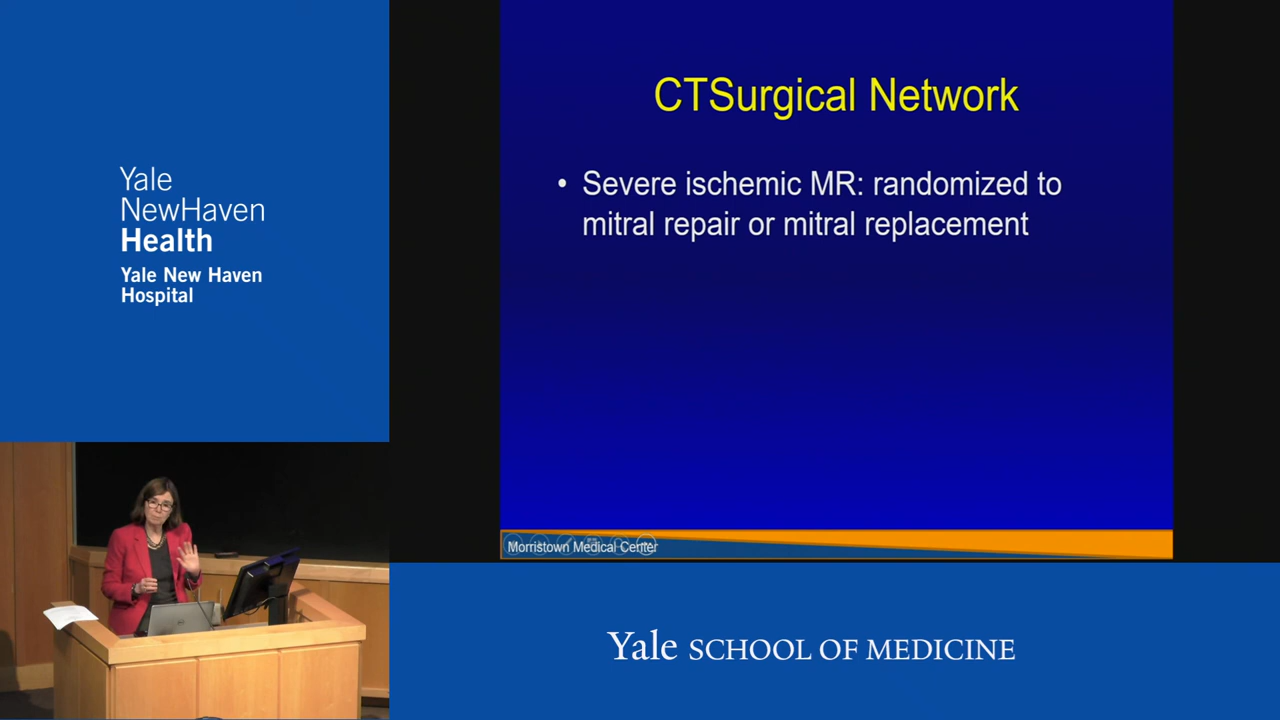 Yale
NewHaven
Health
Yale New Haven
Hospital
CTSurgical Network
• Severe ischemic MR: randomized to
mitral repair or mitral replacement
Morristown Medical Center
Yale SCHOOL OF MEDICINE